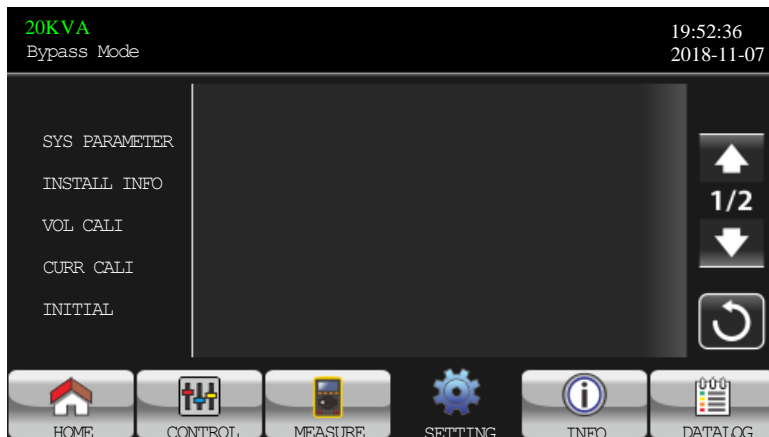 20KVA
19:52:36
Bypass Mode
2018-11-07
SYS PARAMETER
INSTALL INFO
VOL CALI
CURR CALI
INITIAL
1/2
HOME
CONTROL
MEASURE
SETTING
INFO
DATALOG